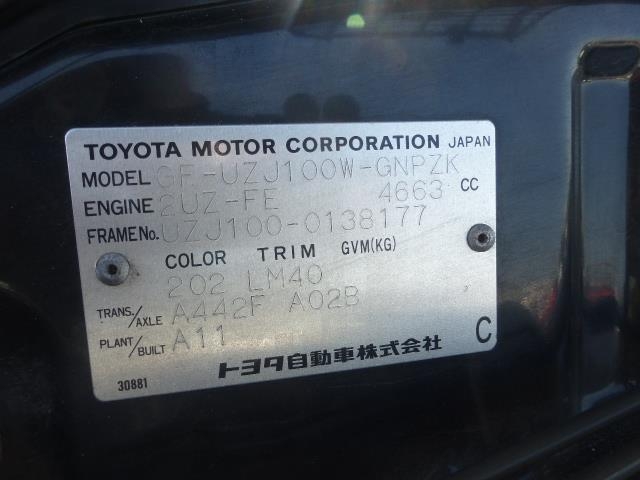 TOYOTA MOTOR CORPORATION JAPAN
MODEL GF-UZJ100W-GNPZK
ENGINE 2UZ-FE 4663 CC
FRAME No. UZJ100-0138177
COLOR TRIM GVM(KG)
202 LM40
TRANS./AXLE A442F A02B
PLANT/BUILT A11
トヨタ自動車株式会社 C
30881